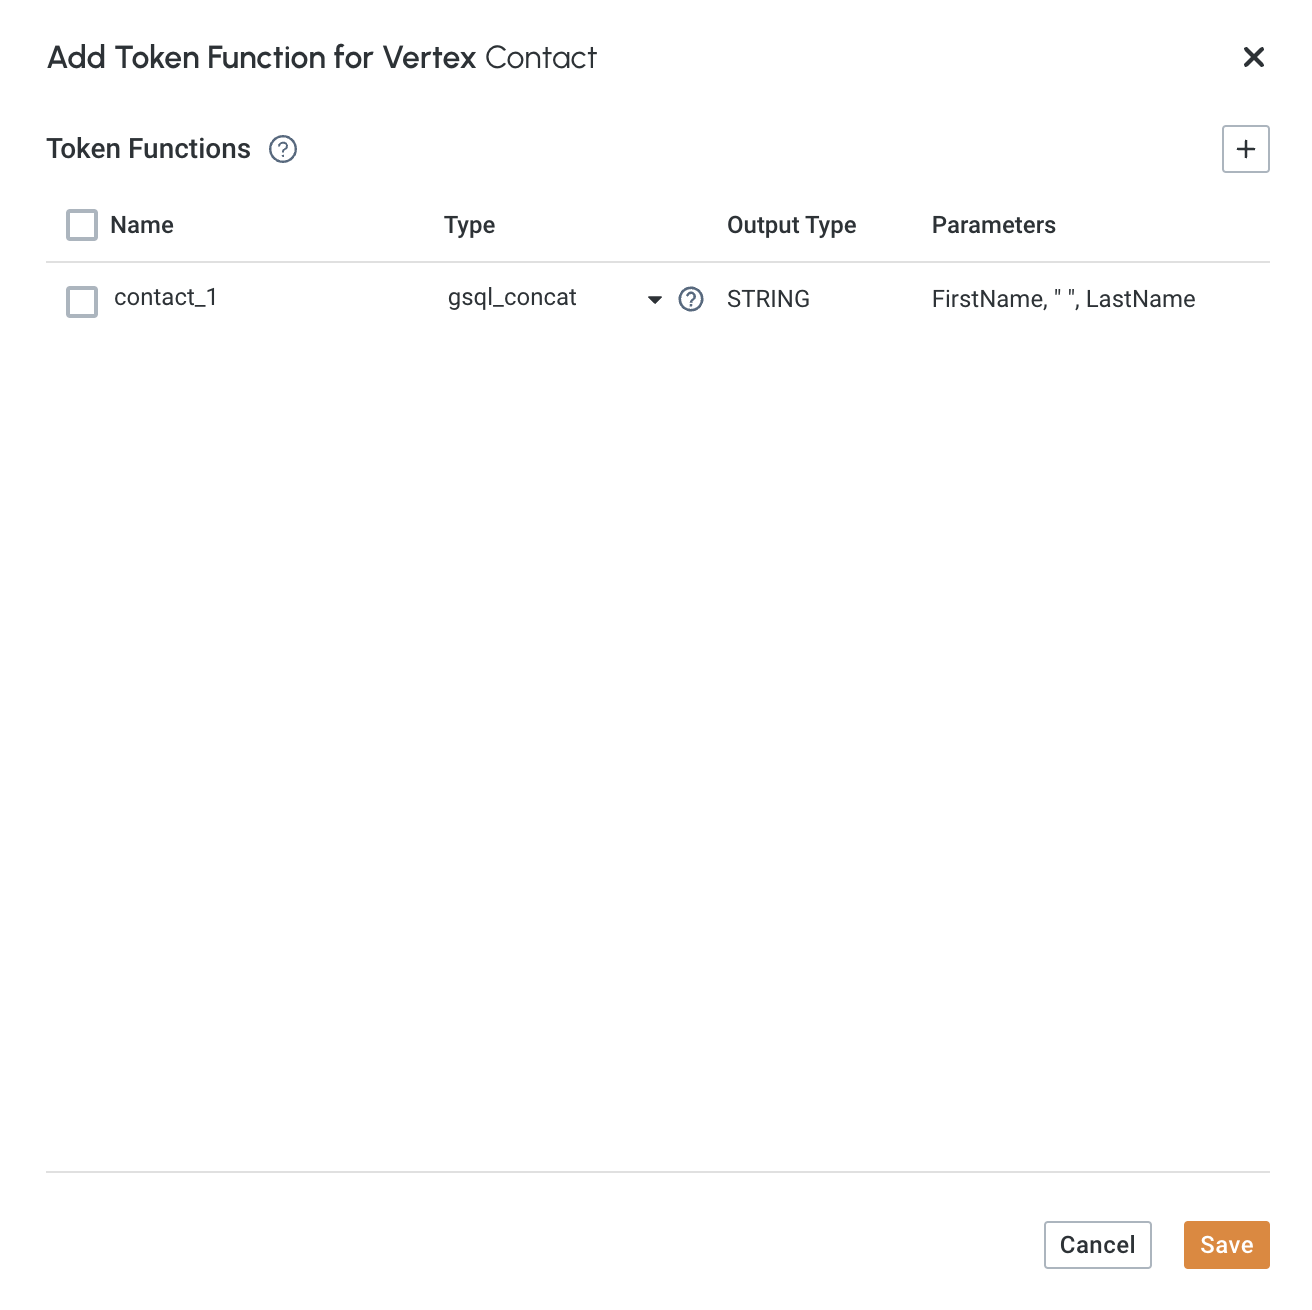 Add Token Function for Vertex Contact
Token Functions
Name Type Output Type Parameters
contact_1 gsql_concat STRING FirstName, " ", LastName
Cancel Save